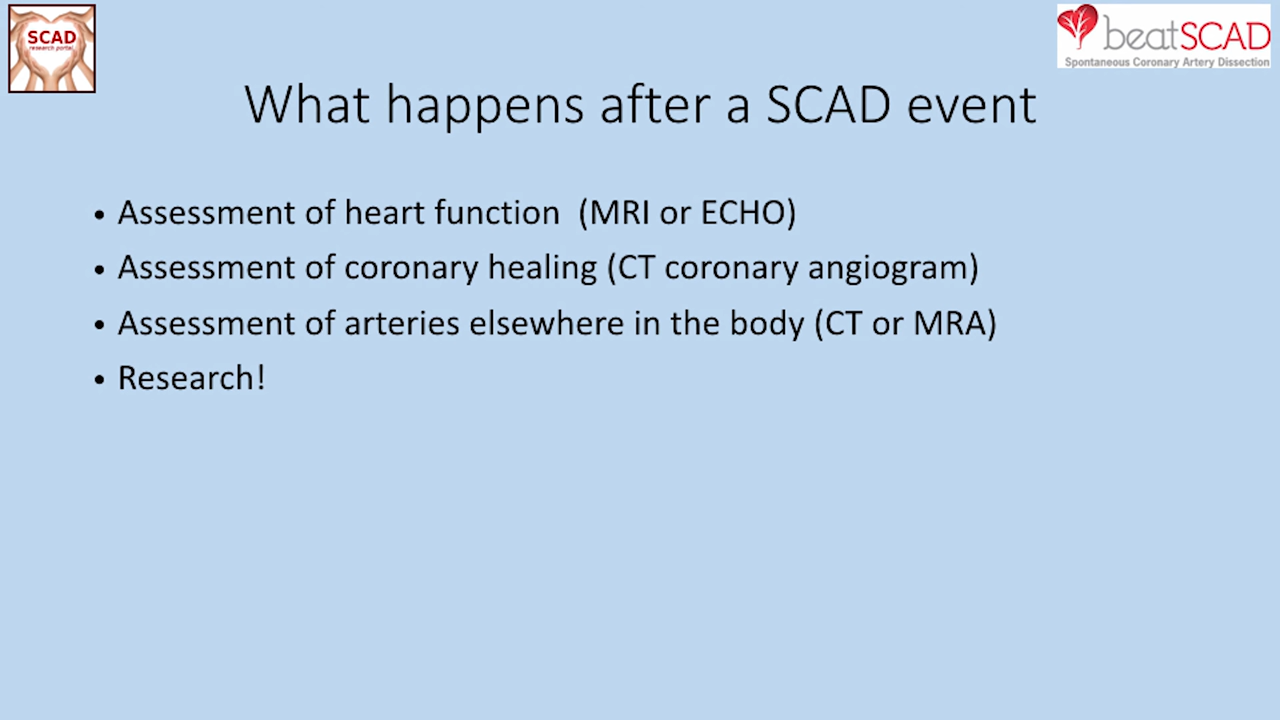 SCAD
research portal
beatSCAD
Spontaneous Coronary Artery Dissection
What happens after a SCAD event
• Assessment of heart function (MRI or ECHO)
• Assessment of coronary healing (CT coronary angiogram)
• Assessment of arteries elsewhere in the body (CT or MRA)
• Research!